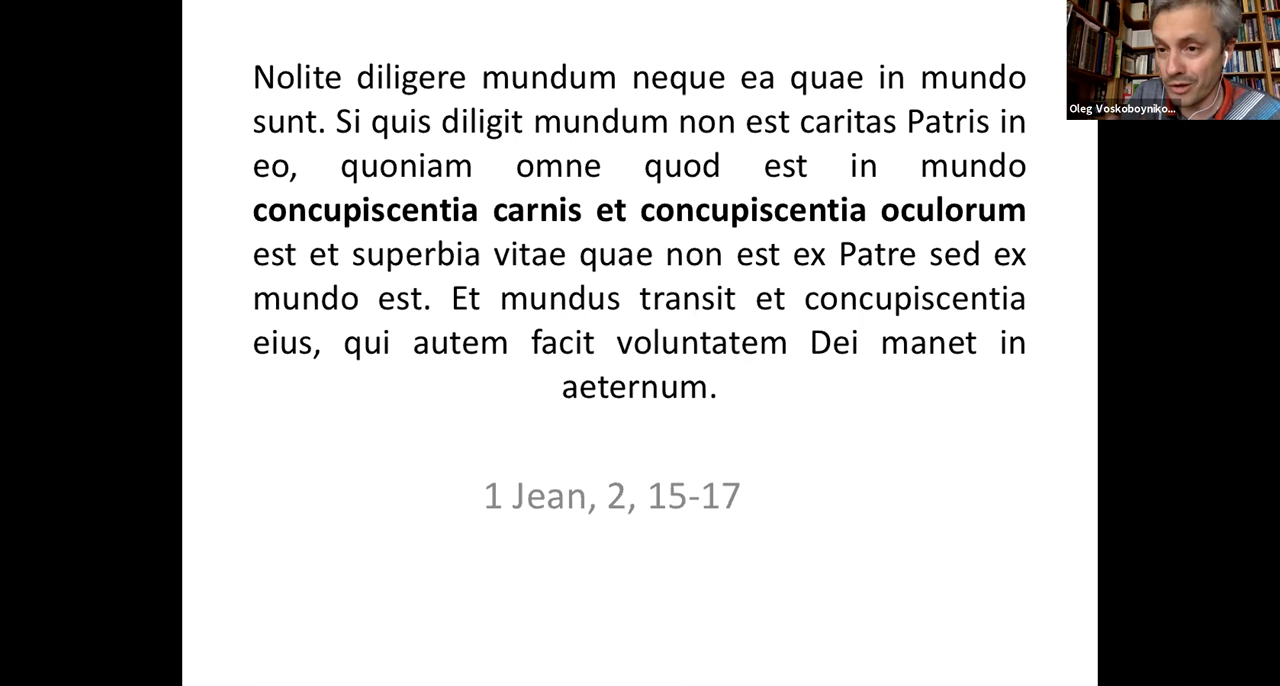 Nolite diligere mundum neque ea quae in mundo
sunt. Si quis diligit mundum non est caritas Patris in
eo, quoniam omne quod est in mundo
concupiscentia carnis et concupiscentia oculorum
est et superbia vitae quae non est ex Patre sed ex
mundo est. Et mundus transit et concupiscentia
eius, qui autem facit voluntatem Dei manet in
aeternum.
1 Jean, 2, 15-17
Oleg Voskoboyniko...